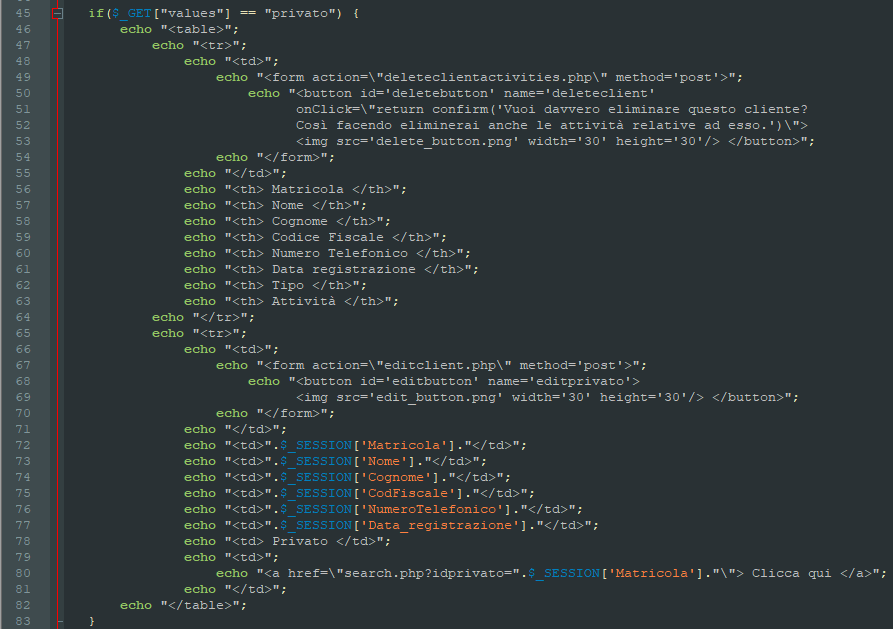 45 if($_GET["values"] == "privato") {
46 echo "<table>";
47 echo "<tr>";
48 echo "<td>";
49 echo "<form action=\"deleteclientactivities.php\" method='post'>";
50 echo "<button id='deletebutton' name='deleteclient'
51 onClick=\"return confirm('Vuoi davvero eliminare questo cliente?
52 Così facendo eliminerai anche le attività relative ad esso.')\">
53 <img src='delete_button.png' width='30' height='30'/> </button>";
54 echo "</form>";
55 echo "</td>";
56 echo "<th> Matricola </th>";
57 echo "<th> Nome </th>";
58 echo "<th> Cognome </th>";
59 echo "<th> Codice Fiscale </th>";
60 echo "<th> Numero Telefonico </th>";
61 echo "<th> Data registrazione </th>";
62 echo "<th> Tipo </th>";
63 echo "<th> Attività </th>";
64 echo "</tr>";
65 echo "<tr>";
66 echo "<td>";
67 echo "<form action=\"editclient.php\" method='post'>";
68 echo "<button id='editbutton' name='editprivato'>
69 <img src='edit_button.png' width='30' height='30'/> </button>";
70 echo "</form>";
71 echo "</td>";
72 echo "<td>".$_SESSION['Matricola']."</td>";
73 echo "<td>".$_SESSION['Nome']."</td>";
74 echo "<td>".$_SESSION['Cognome']."</td>";
75 echo "<td>".$_SESSION['CodFiscale']."</td>";
76 echo "<td>".$_SESSION['NumeroTelefonico']."</td>";
77 echo "<td>".$_SESSION['Data_registrazione']."</td>";
78 echo "<td> Privato </td>";
79 echo "<td>";
80 echo "<a href=\"search.php?idprivato=".$_SESSION['Matricola']."\"> Clicca qui </a>";
81 echo "</td>";
82 echo "</table>";
83 }